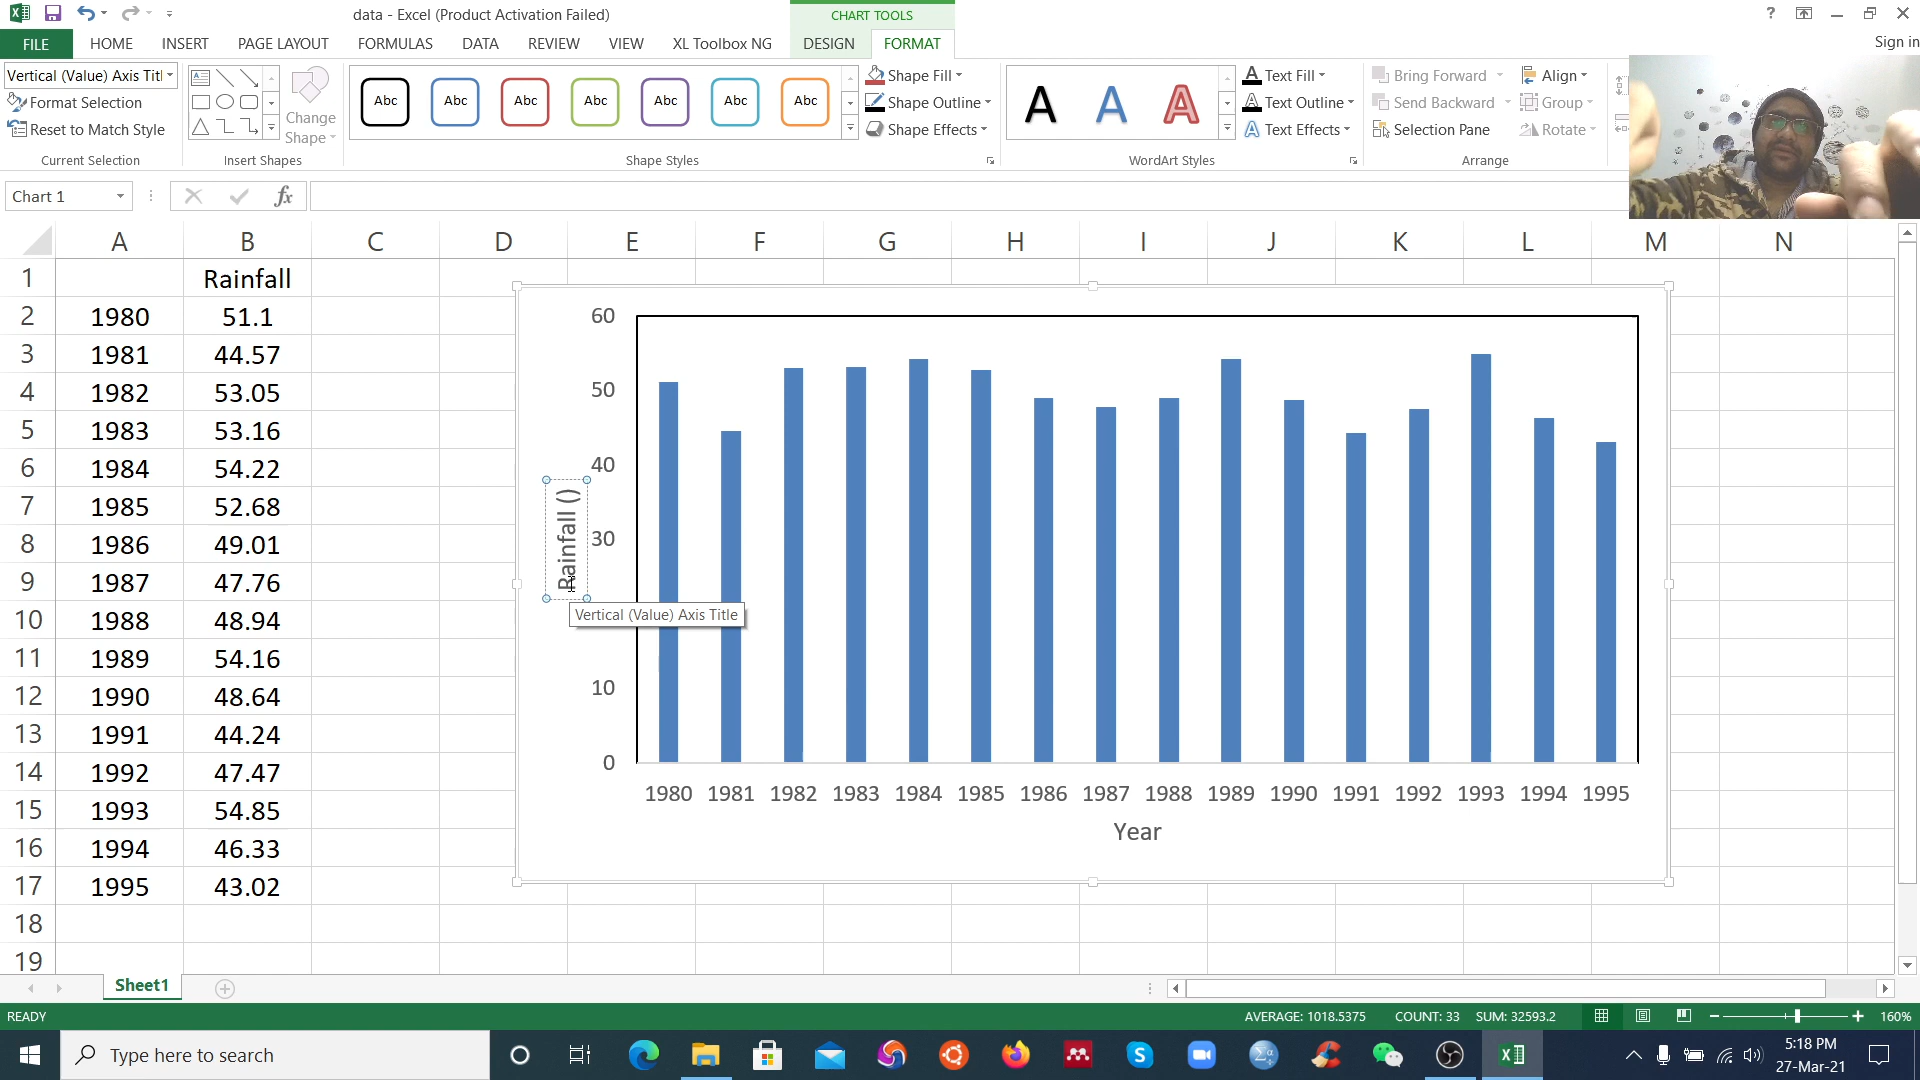 data - Excel (Product Activation Failed)
CHART TOOLS
?
FILE HOME INSERT PAGE LAYOUT FORMULAS DATA REVIEW VIEW XL Toolbox NG DESIGN FORMAT
Sign in
Vertical (Value) Axis Titl
Format Selection
Reset to Match Style
Current Selection
Change
Shape
Insert Shapes
Abc Abc Abc Abc Abc Abc Abc
Shape Fill
Shape Outline
Shape Effects
Shape Styles
A A A
Text Fill
Text Outline
Text Effects
WordArt Styles
Bring Forward
Send Backward
Selection Pane
Align
Group
Rotate
Arrange
Chart 1
fx
A B C D E F G H I J K L M N
1 Rainfall
2 1980 51.1
3 1981 44.57
4 1982 53.05
5 1983 53.16
6 1984 54.22
7 1985 52.68
8 1986 49.01
9 1987 47.76
10 1988 48.94
11 1989 54.16
12 1990 48.64
13 1991 44.24
14 1992 47.47
15 1993 54.85
16 1994 46.33
17 1995 43.02
18
19
60
50
40
30
10
0
Rainfall ()
Vertical (Value) Axis Title
1980 1981 1982 1983 1984 1985 1986 1987 1988 1989 1990 1991 1992 1993 1994 1995
Year
Sheet1
READY
AVERAGE: 1018.5375 COUNT: 33 SUM: 32593.2
160%
Type here to search
5:18 PM
27-Mar-21